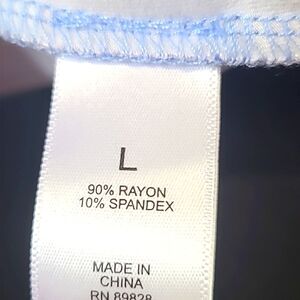 L
90% RAYON
10% SPANDEX
MADE IN
CHINA
RN 89828